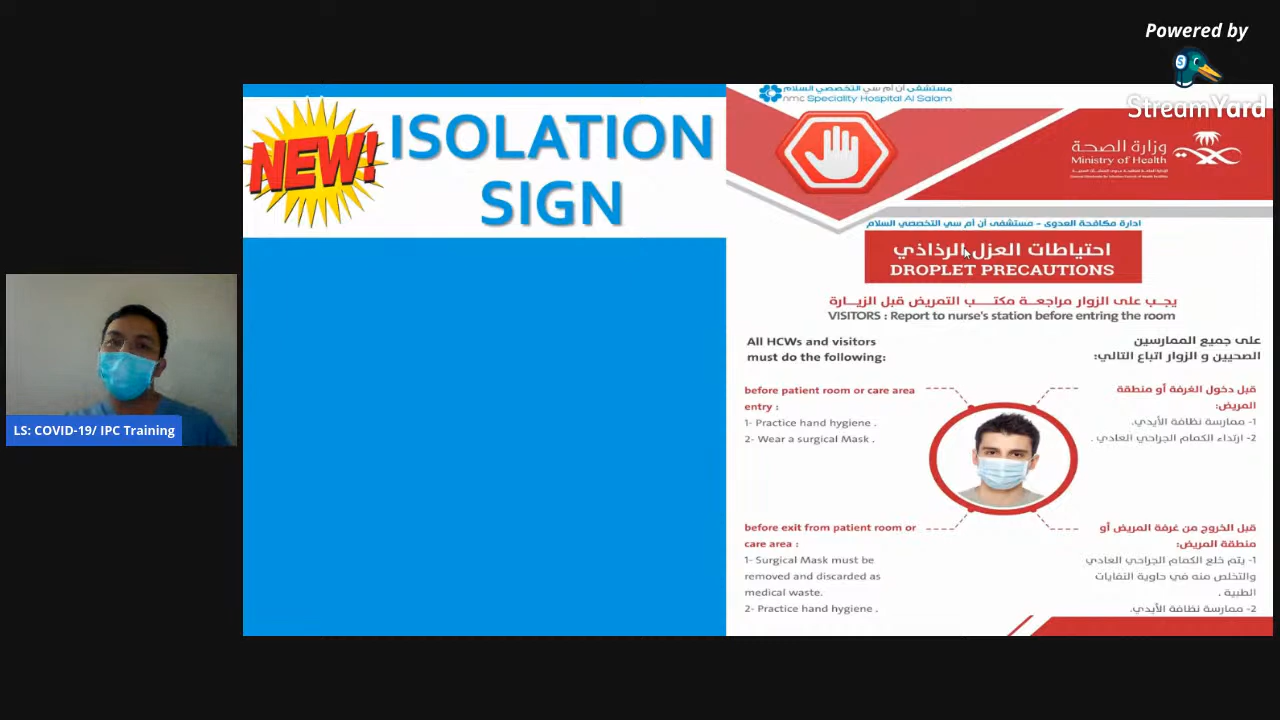 Powered by
StreamYard
NEW!
ISOLATION
SIGN
مستشفى أن أم سي التخصصي السلام
nmc Speciality Hospital Al Salam
وزارة الصحة
Ministry of Health
ادارة مكافحة العدوى - مستشفى أن أم سي التخصصي السلام
احتياطات العزل الرذاذي
DROPLET PRECAUTIONS
يجب على الزوار مراجعة مكتب التمريض قبل الزيارة
VISITORS : Report to nurse's station before entring the room
All HCWs and visitors
must do the following:
على جميع الممارسين
الصحيين و الزوار اتباع التالي:
before patient room or care area
entry :
1- Practice hand hygiene .
2- Wear a surgical Mask .
قبل دخول الغرفة أو منطقة
المريض:
1- ممارسة نظافة الأيدي.
2- ارتداء الكمام الجراحي العادي .
before exit from patient room or
care area :
1- Surgical Mask must be
removed and discarded as
medical waste.
2- Practice hand hygiene .
قبل الخروج من غرفة المريض أو
منطقة المريض:
1- يتم خلع الكمام الجراحي العادي
والتخلص منه في حاوية النفايات
الطبية .
2- ممارسة نظافة الأيدي.
LS: COVID-19/ IPC Training